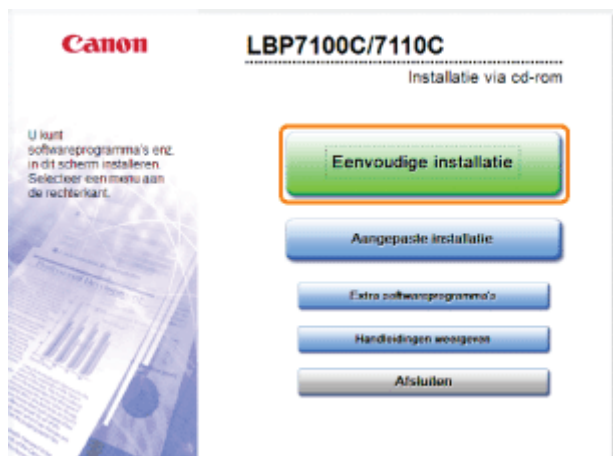 Canon
LBP7100C/7110C
Installatie via cd-rom
U kunt
softwareprogramma's enz.
in dit scherm installeren.
Selecteer een menu aan
de rechterkant.
Eenvoudige installatie
Aangepaste installatie
Extra softwareprogramma's
Handleidingen weergeven
Afsluiten